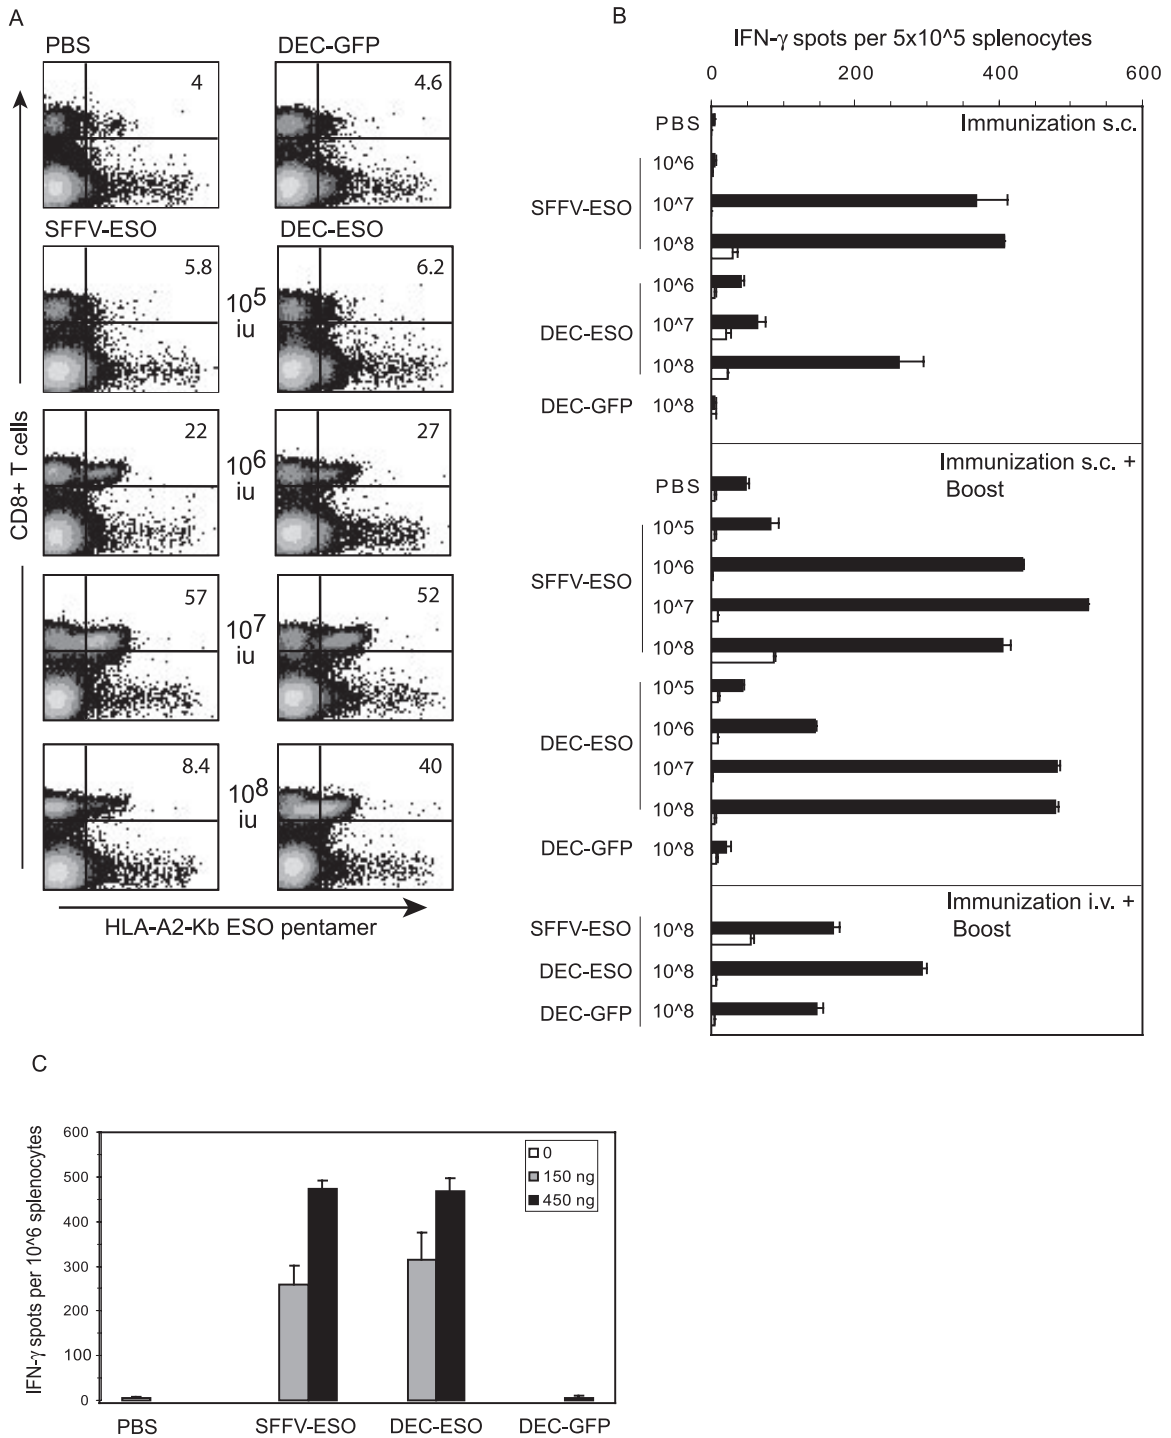 A
PBS
DEC-GFP
4
4.6
SFFV-ESO
DEC-ESO
5.8
10^5
iu
6.2
22
10^6
iu
27
57
10^7
iu
52
8.4
10^8
iu
40
CD8+ T cells
HLA-A2-Kb ESO pentamer
B
IFN-γ spots per 5x10^5 splenocytes
0 200 400 600
Immunization s.c.
PBS
SFFV-ESO
10^6
10^7
10^8
DEC-ESO
10^6
10^7
10^8
DEC-GFP 10^8
Immunization s.c. +
Boost
PBS
SFFV-ESO
10^5
10^6
10^7
10^8
DEC-ESO
10^5
10^6
10^7
10^8
DEC-GFP 10^8
Immunization i.v. +
Boost
SFFV-ESO 10^8
DEC-ESO 10^8
DEC-GFP 10^8
C
IFN-γ spots per 10^6 splenocytes
600
500
400
300
200
100
0
0
150 ng
450 ng
PBS SFFV-ESO DEC-ESO DEC-GFP